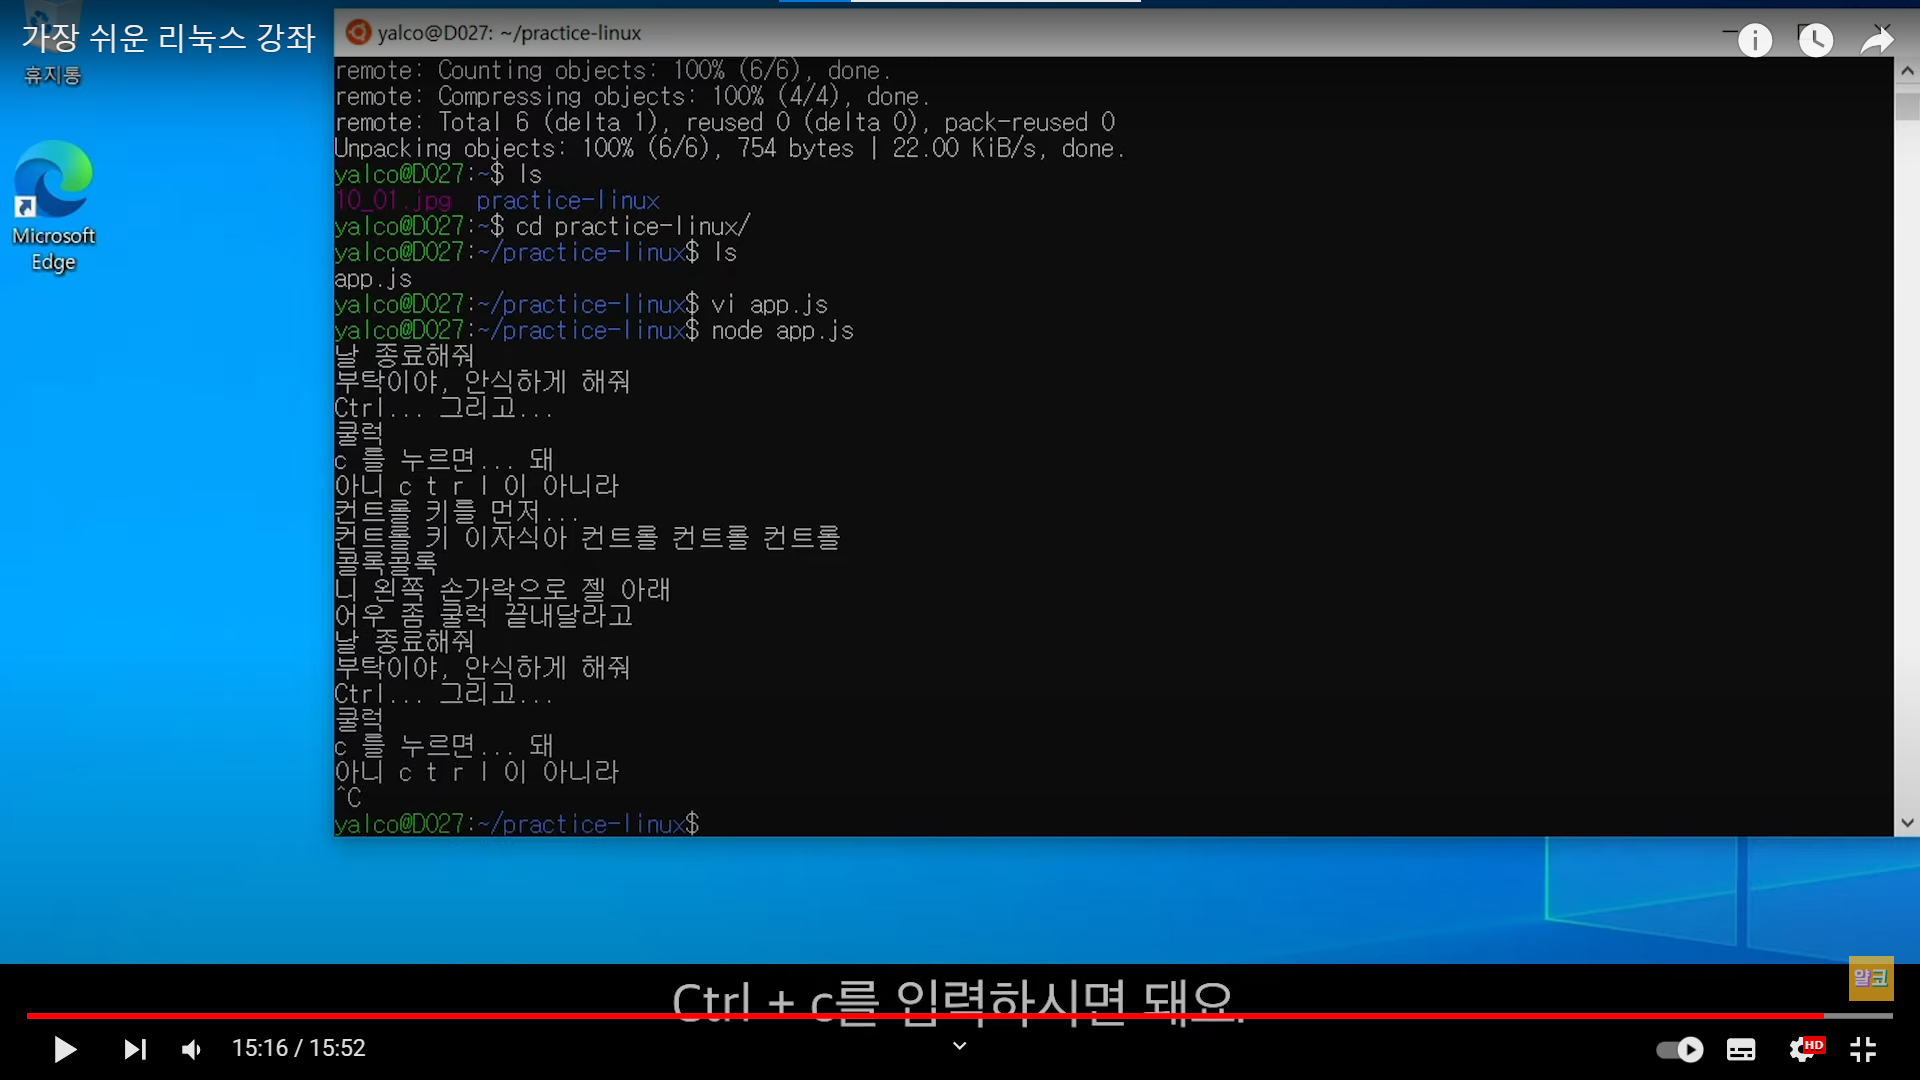 가장 쉬운 리눅스 강좌
휴지통
Microsoft
Edge
yalco@D027: ~/practice-linux
remote: Counting objects: 100% (6/6), done.
remote: Compressing objects: 100% (4/4), done.
remote: Total 6 (delta 1), reused 0 (delta 0), pack-reused 0
Unpacking objects: 100% (6/6), 754 bytes | 22.00 KiB/s, done.
yalco@D027:~$ ls
10_01.jpg  practice-linux
yalco@D027:~$ cd practice-linux/
yalco@D027:~/practice-linux$ ls
app.js
yalco@D027:~/practice-linux$ vi app.js
yalco@D027:~/practice-linux$ node app.js
날 종료해줘
부탁이야, 안식하게 해줘
Ctrl... 그리고...
쿨럭
c 를 누르면... 돼
아니 c t r l 이 아니라
컨트롤 키를 먼저...
컨트롤 키 이자식아 컨트롤 컨트롤 컨트롤
콜록콜록
니 왼쪽 손가락으로 젤 아래
어우 좀 쿨럭 끝내달라고
날 종료해줘
부탁이야, 안식하게 해줘
Ctrl... 그리고...
쿨럭
c 를 누르면... 돼
아니 c t r l 이 아니라
^C
yalco@D027:~/practice-linux$
얄코
Ctrl + c를 입력하시면 돼요.
15:16 / 15:52
HD